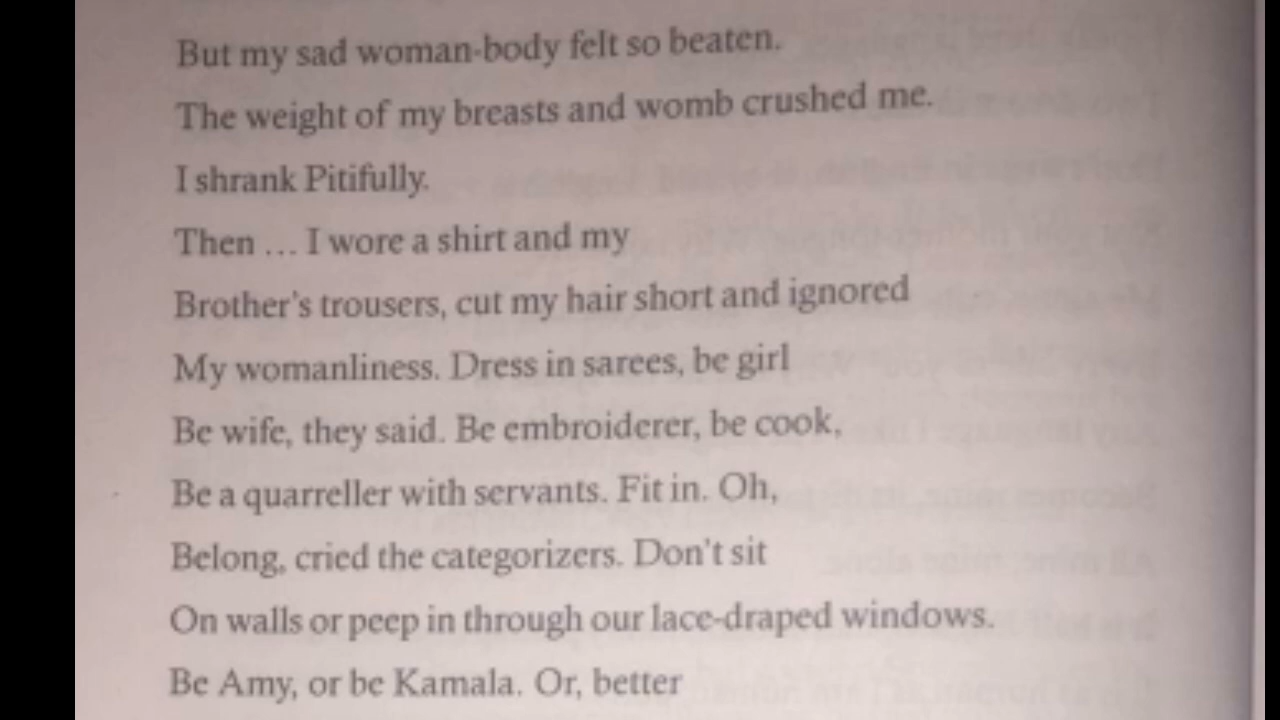 But my sad woman-body felt so beaten.
The weight of my breasts and womb crushed me.
I shrank Pitifully.
Then ... I wore a shirt and my
Brother's trousers, cut my hair short and ignored
My womanliness. Dress in sarees, be girl
Be wife, they said. Be embroiderer, be cook,
Be a quarreller with servants. Fit in. Oh,
Belong, cried the categorizers. Don't sit
On walls or peep in through our lace-draped windows.
Be Amy, or be Kamala. Or, better